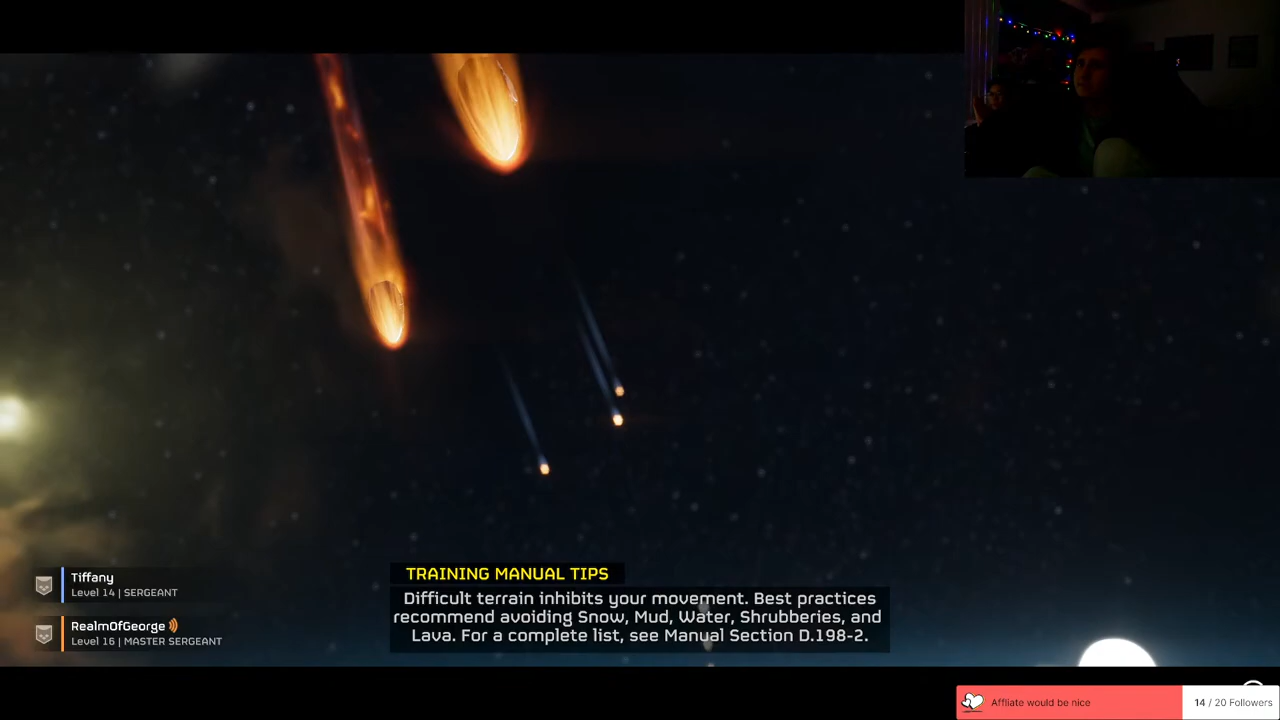 Tiffany
Level 14 | SERGEANT
RealmOfGeorge
Level 16 | MASTER SERGEANT
TRAINING MANUAL TIPS
Difficult terrain inhibits your movement. Best practices
recommend avoiding Snow, Mud, Water, Shrubberies, and
Lava. For a complete list, see Manual Section D.198-2.
Affliate would be nice
14 / 20 Followers